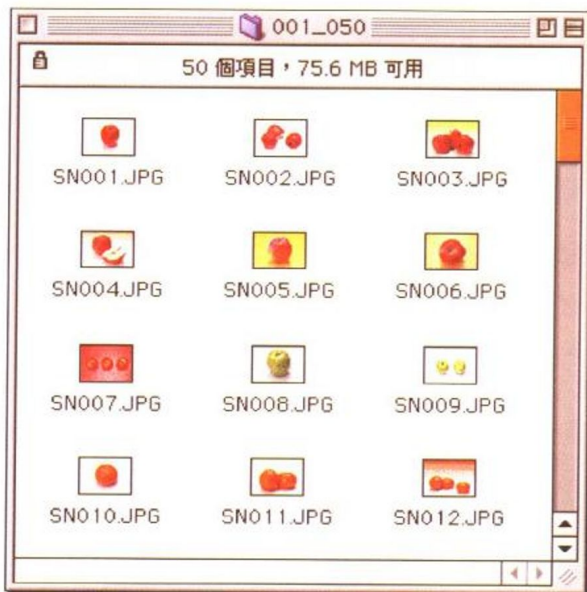 001_050
50 個項目，75.6 MB 可用
SN001.JPG SN002.JPG SN003.JPG
SN004.JPG SN005.JPG SN006.JPG
SN007.JPG SN008.JPG SN009.JPG
SN010.JPG SN011.JPG SN012.JPG